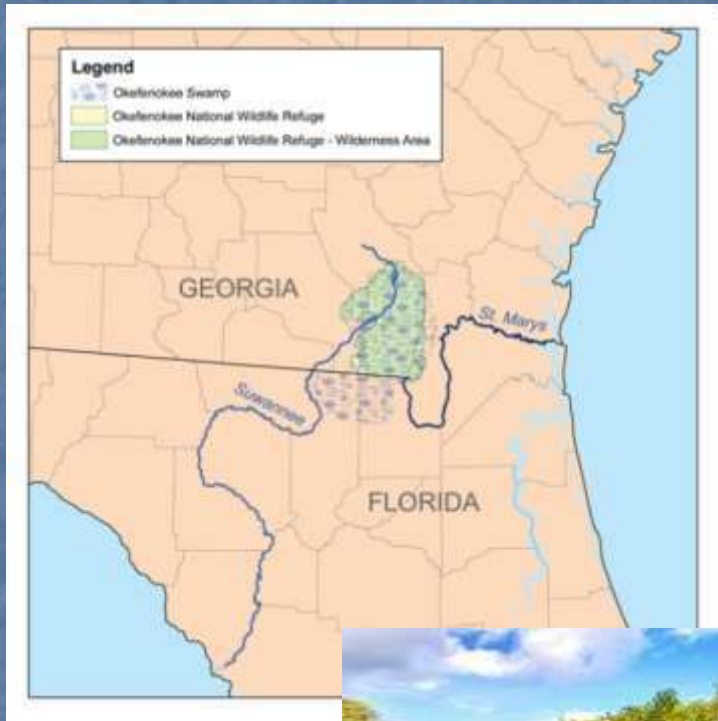 Legend
Okefenokee Swamp
Okefenokee National Wildlife Refuge
Okefenokee National Wildlife Refuge - Wilderness Area
GEORGIA
St. Marys
Suwannee
FLORIDA